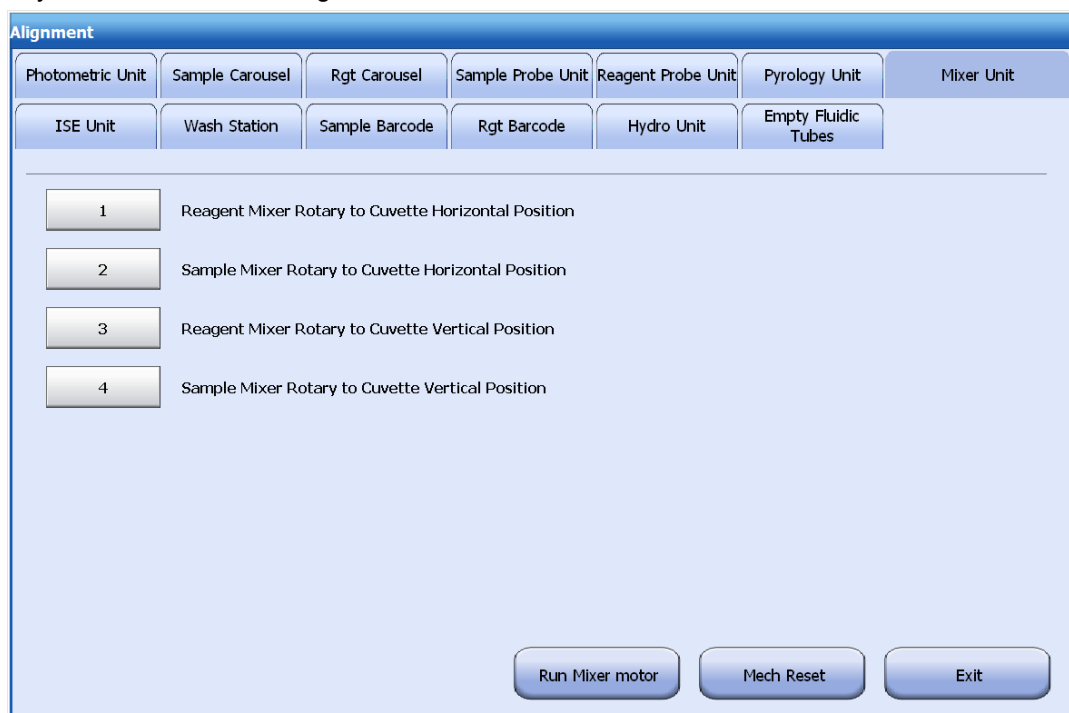 Alignment
Photometric Unit Sample Carousel Rgt Carousel Sample Probe Unit Reagent Probe Unit Pyrology Unit Mixer Unit
ISE Unit Wash Station Sample Barcode Rgt Barcode Hydro Unit Empty Fluidic
Tubes
1 Reagent Mixer Rotary to Cuvette Horizontal Position
2 Sample Mixer Rotary to Cuvette Horizontal Position
3 Reagent Mixer Rotary to Cuvette Vertical Position
4 Sample Mixer Rotary to Cuvette Vertical Position
Run Mixer motor Mech Reset Exit